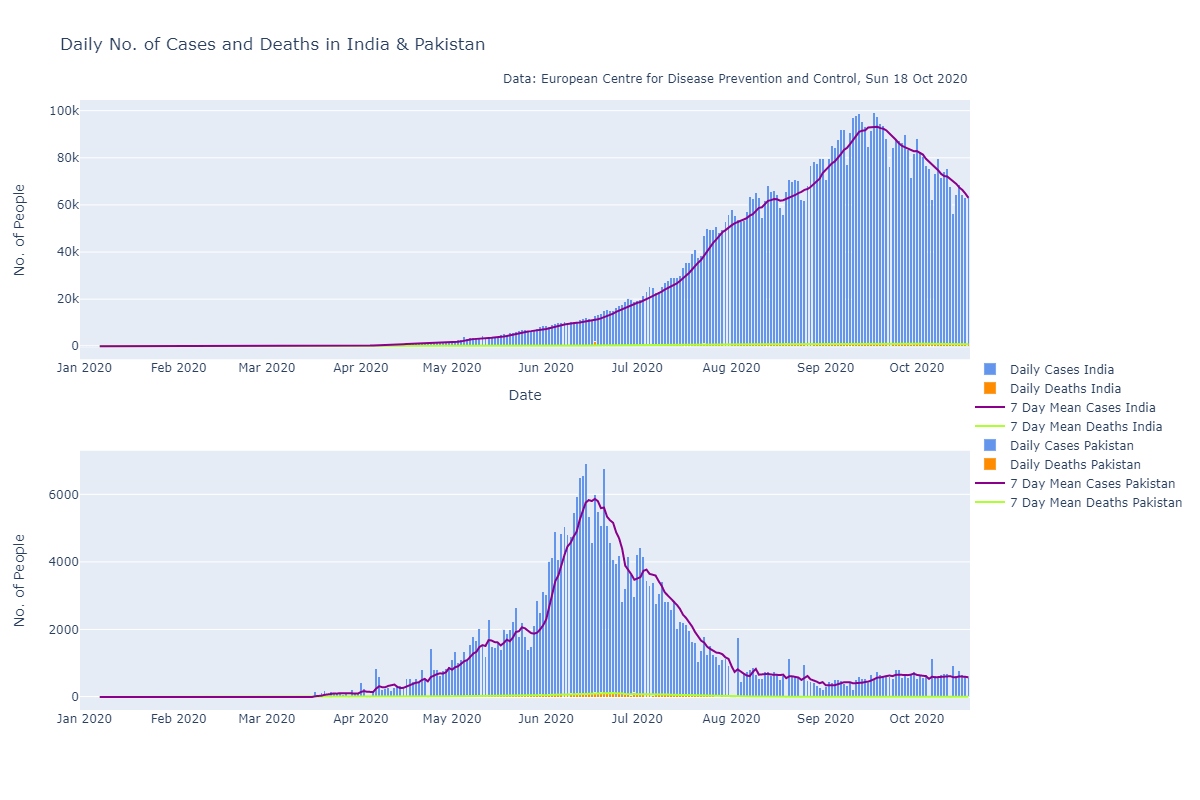 Daily No. of Cases and Deaths in India & Pakistan
Data: European Centre for Disease Prevention and Control, Sun 18 Oct 2020
100k
80k
60k
40k
20k
0
No. of People
Jan 2020 Feb 2020 Mar 2020 Apr 2020 May 2020 Jun 2020 Jul 2020 Aug 2020 Sep 2020 Oct 2020
Date
Daily Cases India
Daily Deaths India
7 Day Mean Cases India
7 Day Mean Deaths India
Daily Cases Pakistan
Daily Deaths Pakistan
7 Day Mean Cases Pakistan
7 Day Mean Deaths Pakistan
6000
4000
2000
0
No. of People
Jan 2020 Feb 2020 Mar 2020 Apr 2020 May 2020 Jun 2020 Jul 2020 Aug 2020 Sep 2020 Oct 2020